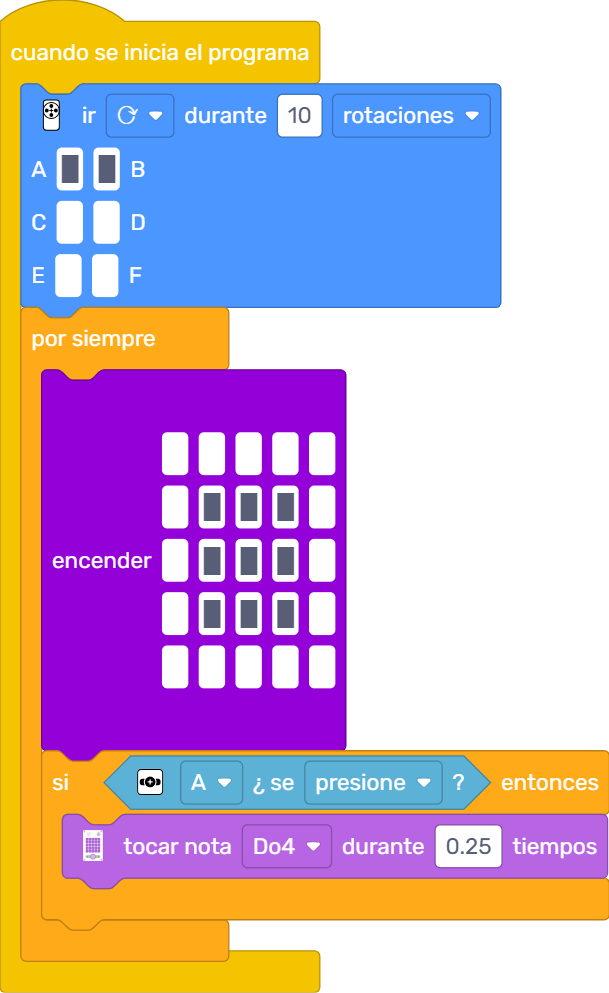 cuando se inicia el programa
ir durante 10 rotaciones
A B
C D
E F
por siempre
encender
si A ¿ se presione ? entonces
tocar nota Do4 durante 0.25 tiempos